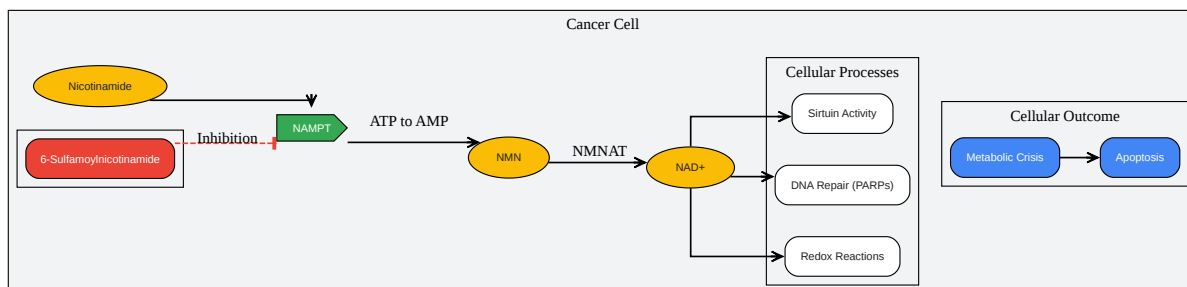 Cancer Cell
Nicotinamide
6-Sulfamoylnicotinamide
Inhibition
NAMPT
ATP to AMP
NMN
NMNAT
NAD+
Cellular Processes
Sirtuin Activity
DNA Repair (PARPs)
Redox Reactions
Cellular Outcome
Metabolic Crisis
Apoptosis